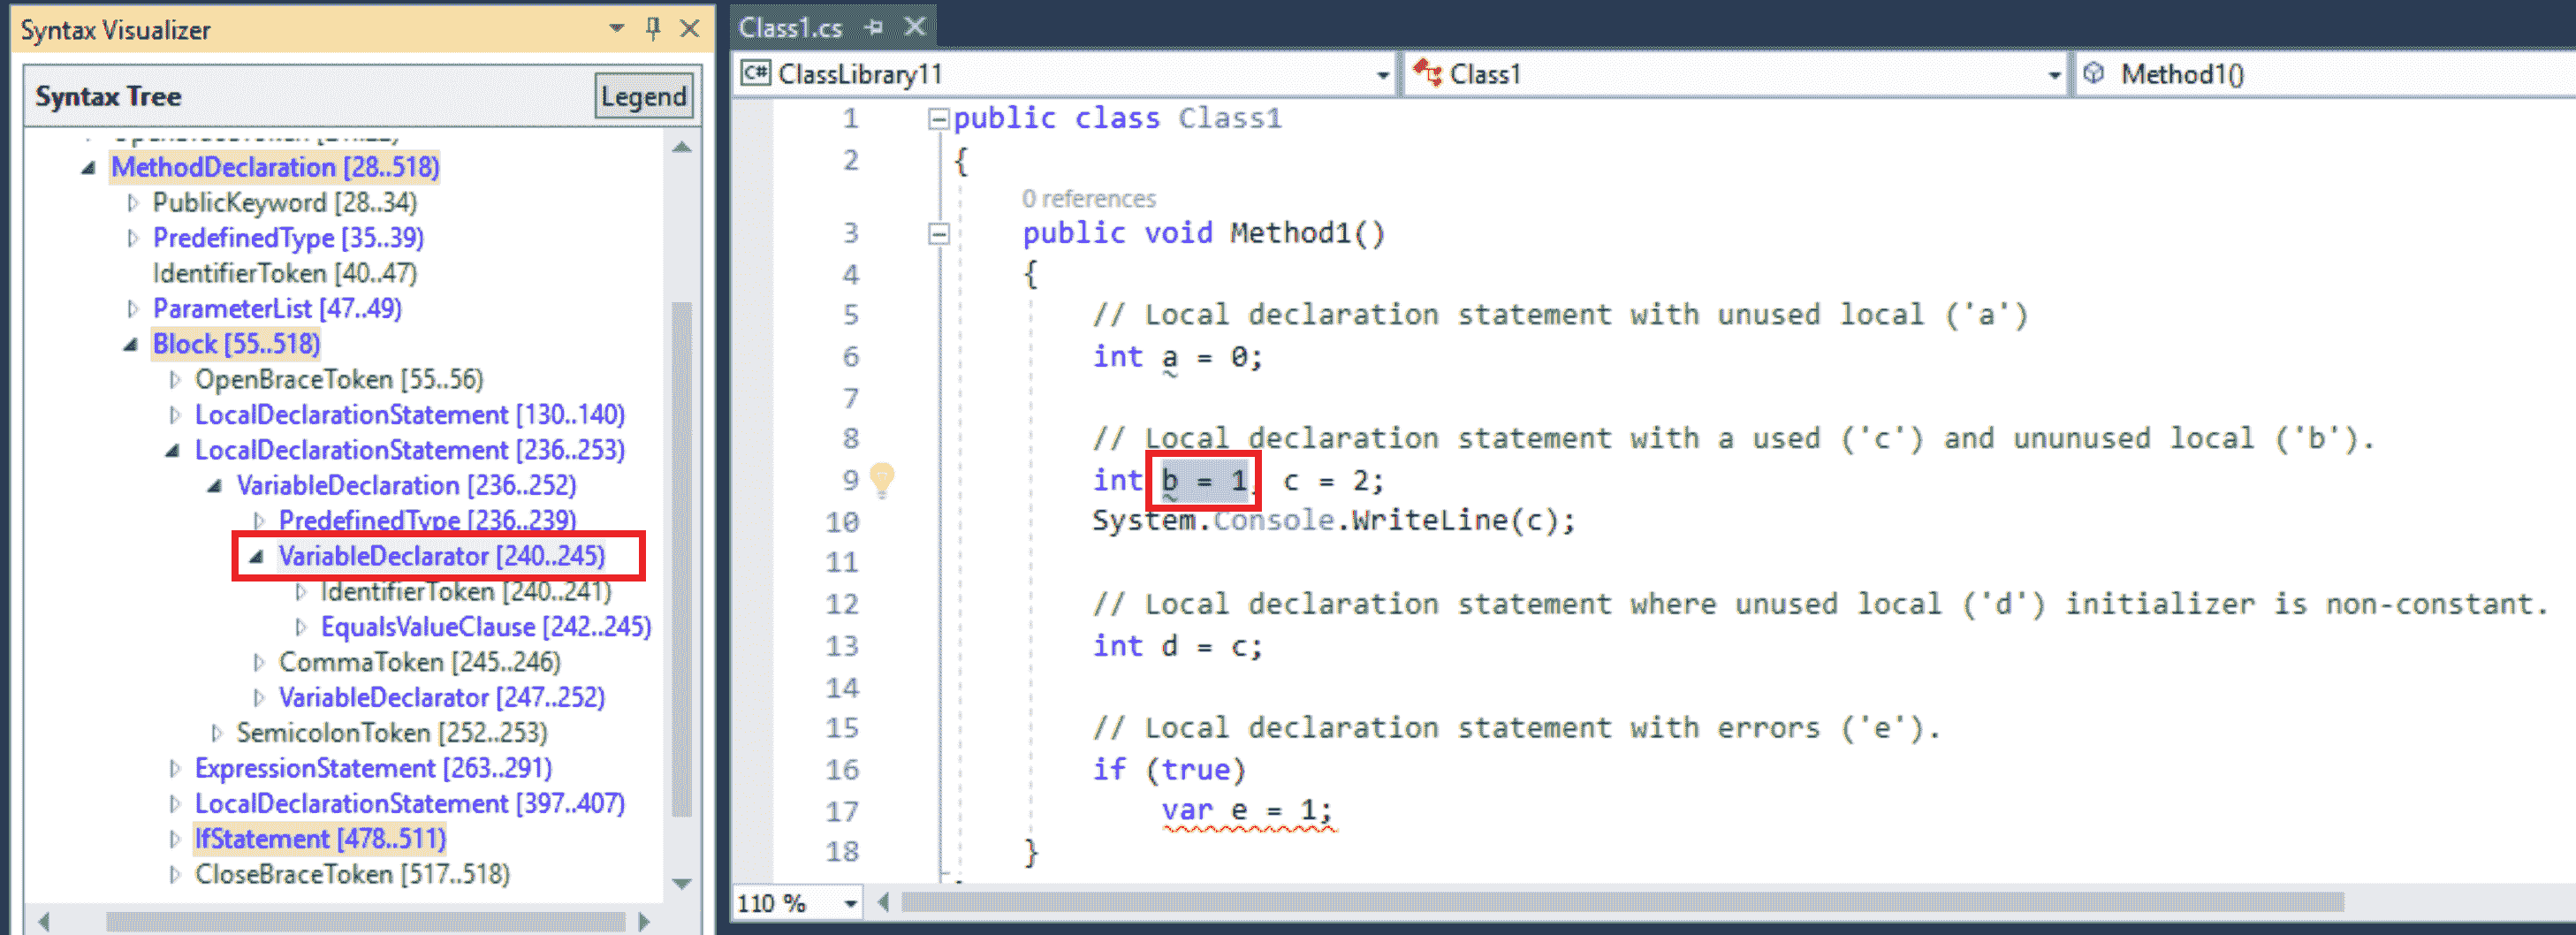 Syntax Visualizer
Syntax Tree
Legend
MethodDeclaration [28..518)
PublicKeyword [28..34)
PredefinedType [35..39)
IdentifierToken [40..47)
ParameterList [47..49)
Block [55..518)
OpenBraceToken [55..56)
LocalDeclarationStatement [130..140)
LocalDeclarationStatement [236..253)
VariableDeclaration [236..252)
PredefinedType [236..239)
VariableDeclarator [240..245)
IdentifierToken [240..241)
EqualsValueClause [242..245)
CommaToken [245..246)
VariableDeclarator [247..252)
SemicolonToken [252..253)
ExpressionStatement [263..291)
LocalDeclarationStatement [397..407)
IfStatement [478..511)
CloseBraceToken [517..518)
Class1.cs
C# ClassLibrary11
Class1
Method1()
1 public class Class1
2 {
0 references
3 public void Method1()
4 {
5 // Local declaration statement with unused local ('a')
6 int a = 0;
7
8 // Local declaration statement with a used ('c') and ununused local ('b').
9 int b = 1, c = 2;
10 System.Console.WriteLine(c);
11
12 // Local declaration statement where unused local ('d') initializer is non-constant.
13 int d = c;
14
15 // Local declaration statement with errors ('e').
16 if (true)
17 var e = 1;
18 }
110 %